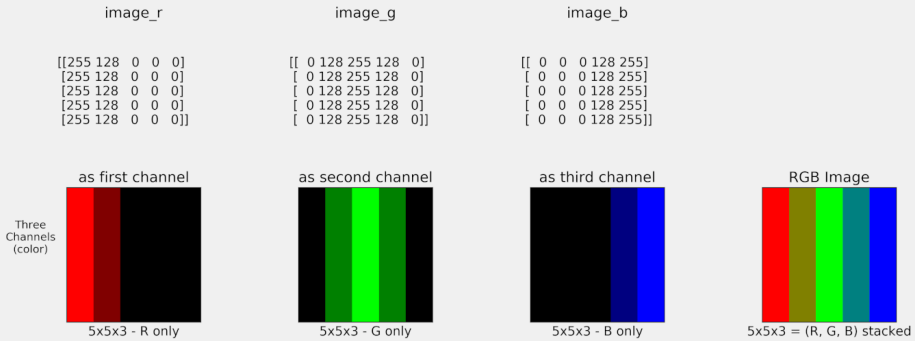 image_r
image_g
image_b
[[255 128 0 0 0]
[255 128 0 0 0]
[255 128 0 0 0]
[255 128 0 0 0]
[255 128 0 0 0]]
[[ 0 128 255 128 0]
[ 0 128 255 128 0]
[ 0 128 255 128 0]
[ 0 128 255 128 0]
[ 0 128 255 128 0]]
[[ 0 0 0 128 255]
[ 0 0 0 128 255]
[ 0 0 0 128 255]
[ 0 0 0 128 255]
[ 0 0 0 128 255]]
as first channel
as second channel
as third channel
RGB Image
Three
Channels
(color)
5x5x3 - R only
5x5x3 - G only
5x5x3 - B only
5x5x3 = (R, G, B) stacked